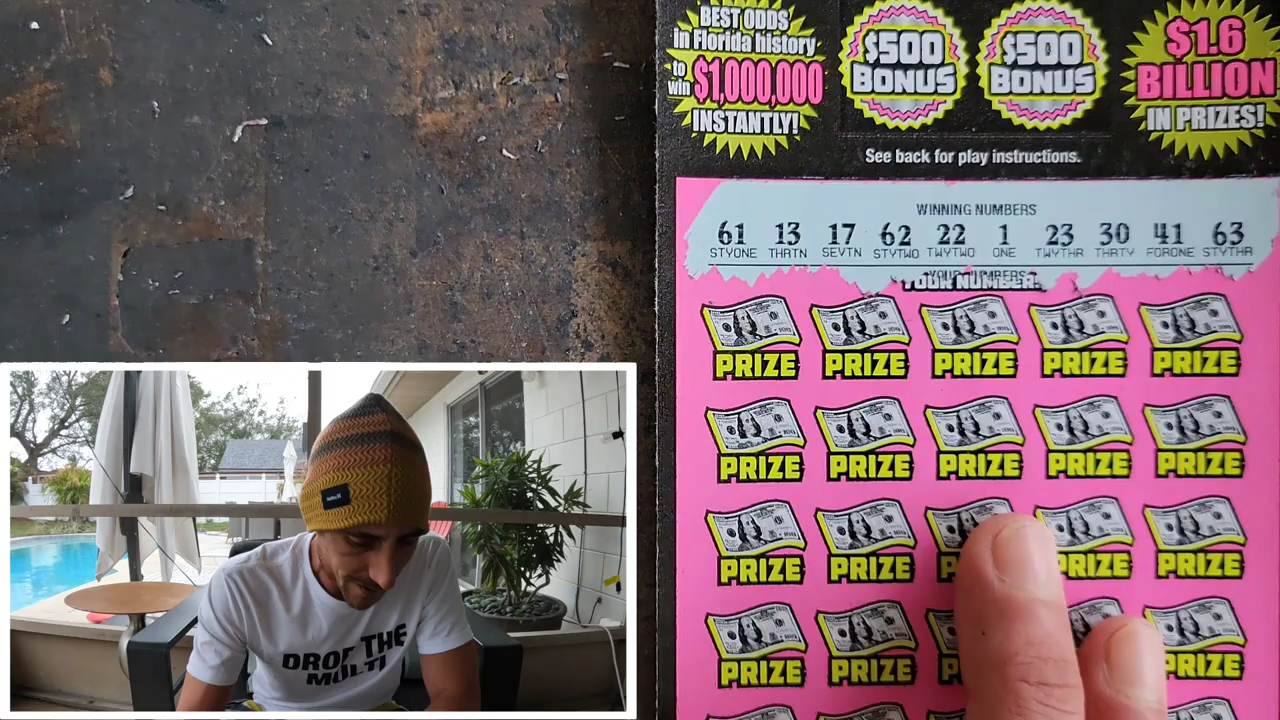 BEST ODDS
in Florida history
to win $1,000,000
INSTANTLY!
$500
BONUS
$500
BONUS
$1.6
BILLION
IN PRIZES!
See back for play instructions.
WINNING NUMBERS
61 13 17 62 22 1 23 30 41 63
STYONE THRTN SEVTN STYTWO TWYTWO ONE TWYTHR THRTY FORONE STYTHR
YOUR NUMBERS
PRIZE PRIZE PRIZE PRIZE PRIZE
PRIZE PRIZE PRIZE PRIZE PRIZE
PRIZE PRIZE PRIZE PRIZE
PRIZE PRIZE PRIZE
DROP THE
MULTI